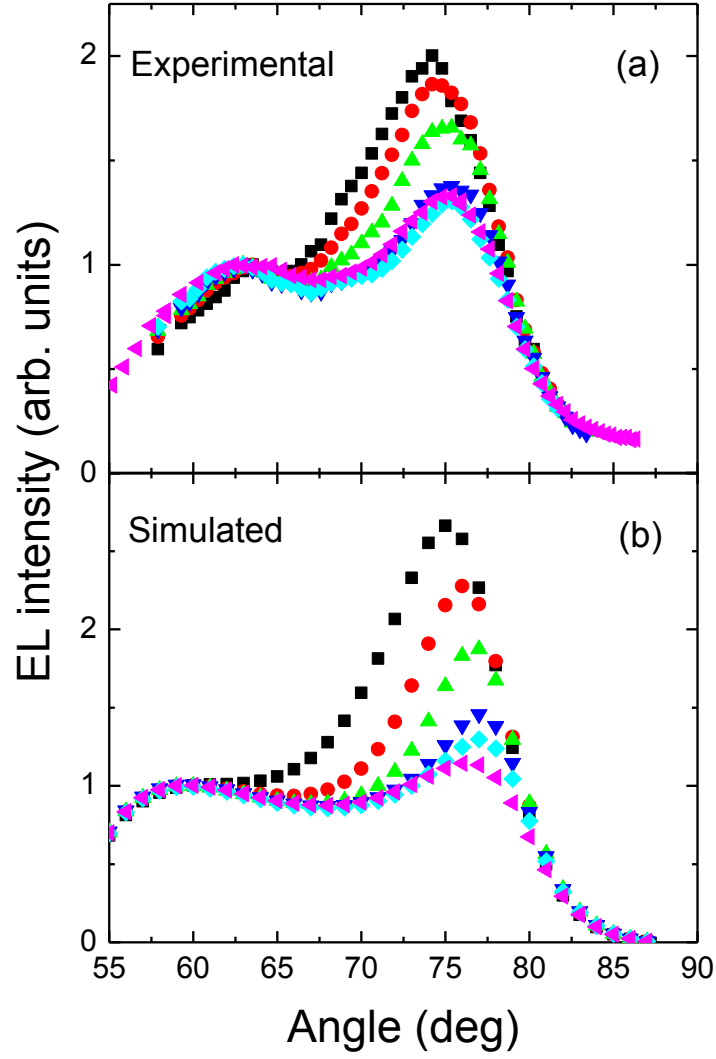 EL intensity (arb. units)
Experimental
(a)
2
1
0
Simulated
(b)
2
1
0
55
60
65
70
75
80
85
90
Angle (deg)